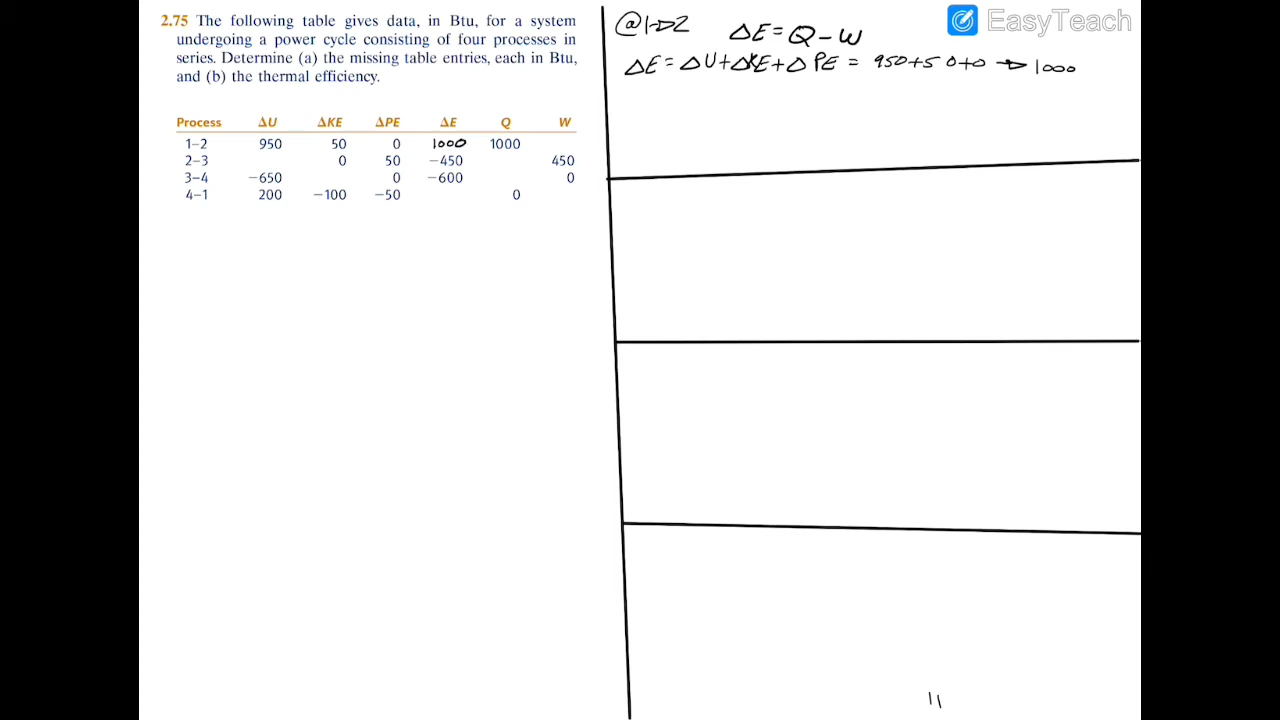 2.75 The following table gives data, in Btu, for a system
undergoing a power cycle consisting of four processes in
series. Determine (a) the missing table entries, each in Btu,
and (b) the thermal efficiency.
Process ΔU ΔKE ΔPE ΔE Q W
1–2 950 50 0 1000 1000
2–3 0 50 −450 450
3–4 −650 0 −600 0
4–1 200 −100 −50 0
@1→2 ΔE = Q − W
ΔE = ΔU + ΔKE + ΔPE = 950+50+0 → 1000
EasyTeach